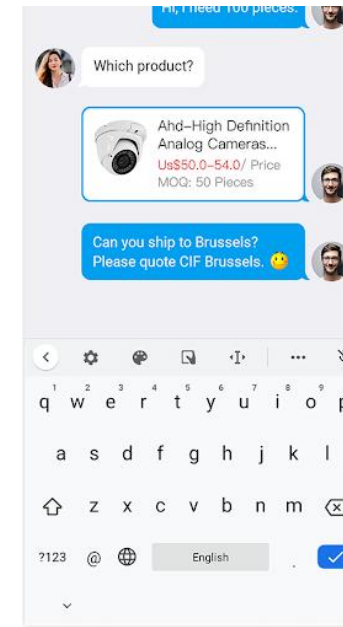 Hi, I need 100 pieces.
Which product?
Ahd-High Definition
Analog Cameras...
Us$50.0-54.0/ Price
MOQ: 50 Pieces
Can you ship to Brussels?
Please quote CIF Brussels. 🙂
1 2 3 4 5 6 7 8 9
q w e r t y u i o p
a s d f g h j k l
z x c v b n m
?123 @ English .